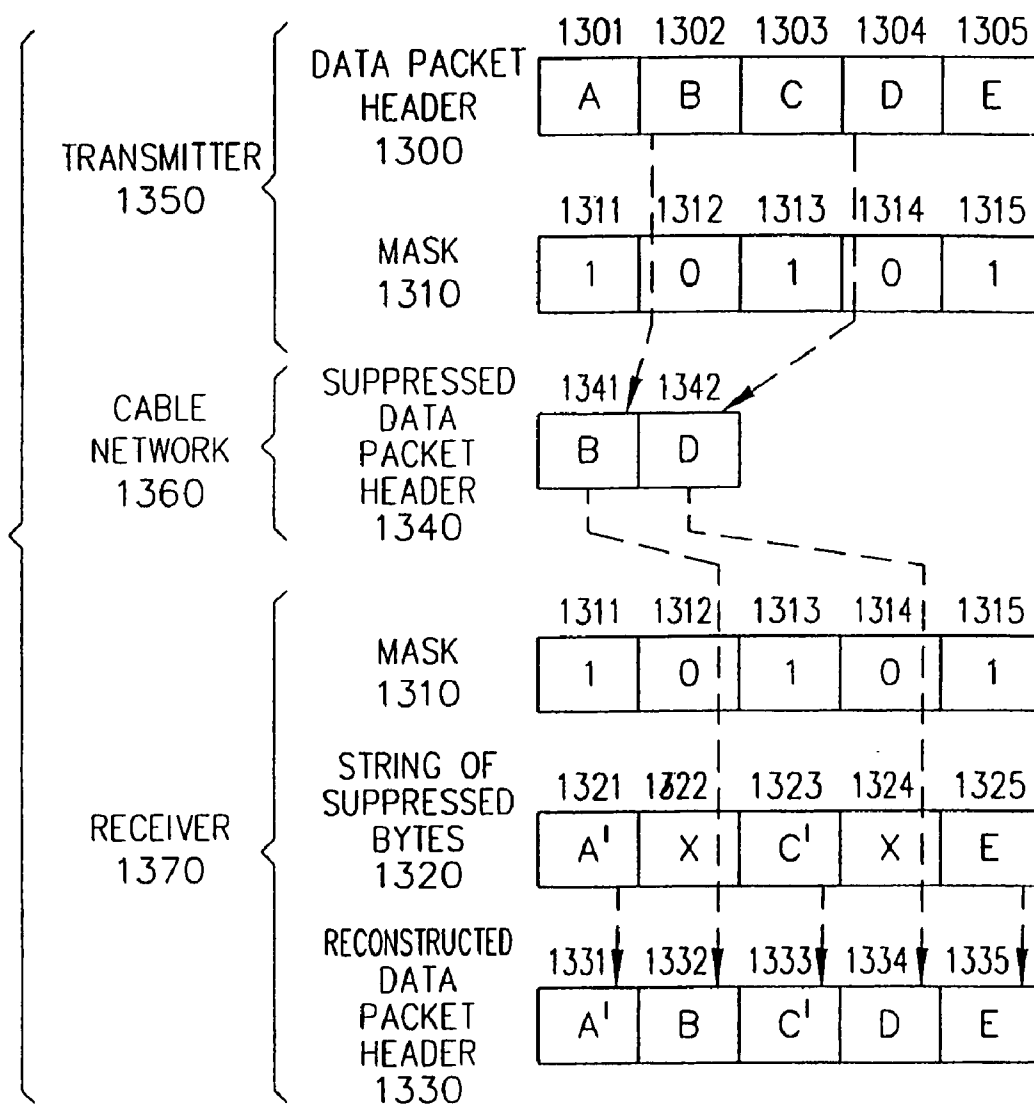 1301 1302 1303 1304 1305
DATA PACKET
HEADER
1300
A B C D E
TRANSMITTER
1350
1311 1312 1313 1314 1315
MASK
1310
1 0 1 0 1
CABLE
NETWORK
1360
SUPPRESSED
DATA
PACKET
HEADER
1340
1341 1342
B D
1311 1312 1313 1314 1315
MASK
1310
1 0 1 0 1
RECEIVER
1370
STRING OF
SUPPRESSED
BYTES
1320
1321 1322 1323 1324 1325
A' X C' X E
RECONSTRUCTED
DATA
PACKET
HEADER
1330
1331 1332 1333 1334 1335
A' B C' D E